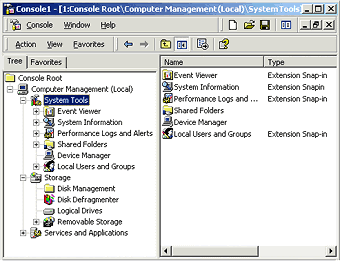 Console1 - [1:Console Root\Computer Management (Local)\SystemTools]
Console Window Help
Action View Favorites
Tree Favorites
Console Root
Computer Management (Local)
System Tools
Event Viewer
System Information
Performance Logs and Alerts
Shared Folders
Device Manager
Local Users and Groups
Storage
Disk Management
Disk Defragmenter
Logical Drives
Removable Storage
Services and Applications
Name Type
Event Viewer Extension Snap-in
System Information Extension Snapin
Performance Logs and ... Extension Snap-in
Shared Folders Extension Snap-in
Device Manager
Local Users and Groups Extension Snap-in